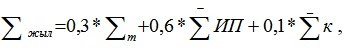 ∑ жыл =0,3* ∑ т +0,6* ∑̄ ИП + 0,1* ∑̄ к ,